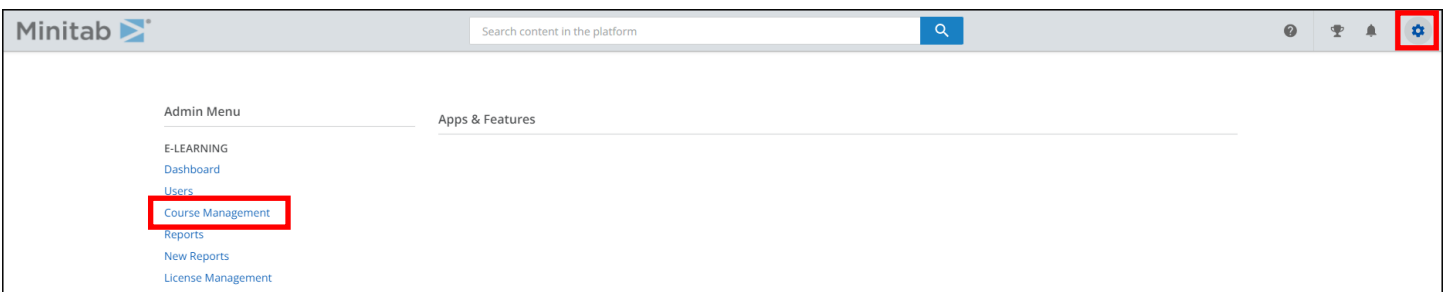 Minitab
Search content in the platform
Admin Menu
Apps & Features
E-LEARNING
Dashboard
Users
Course Management
Reports
New Reports
License Management